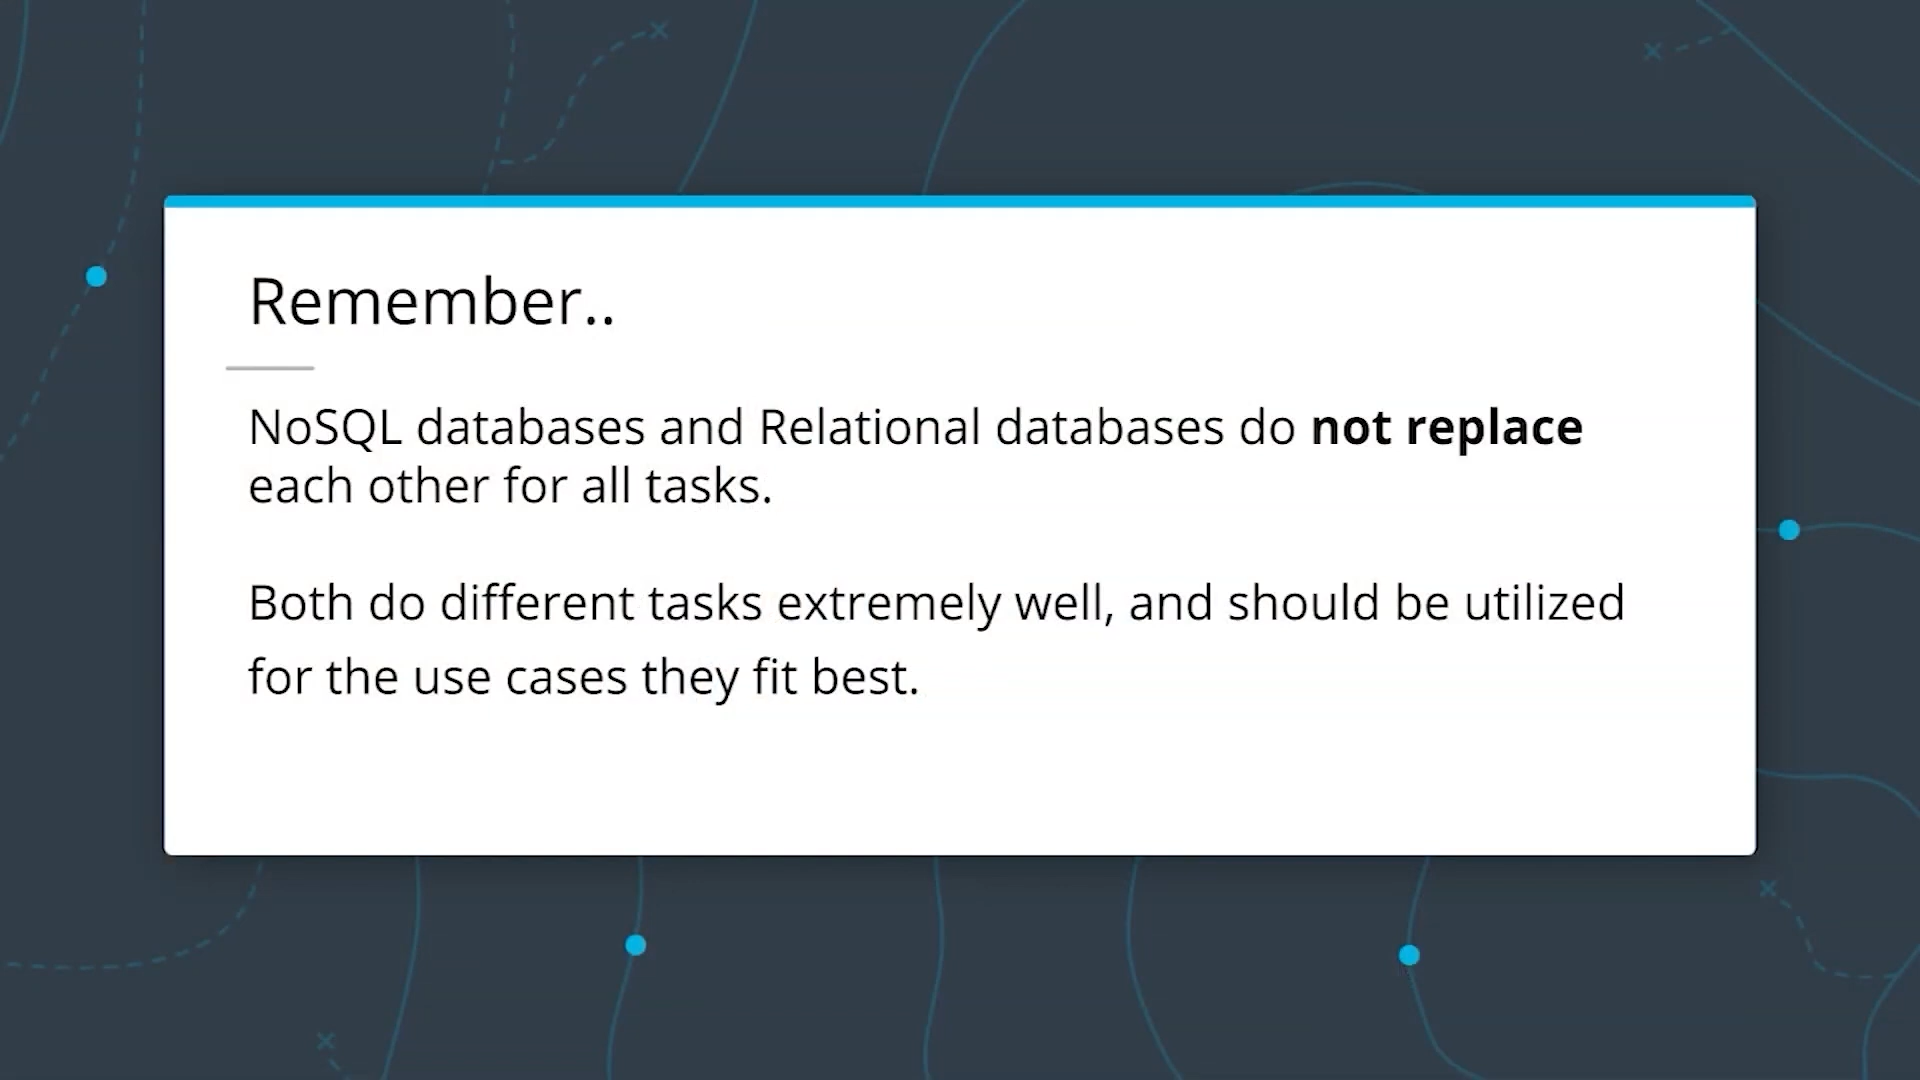 Remember..
NoSQL databases and Relational databases do not replace
each other for all tasks.
Both do different tasks extremely well, and should be utilized
for the use cases they fit best.